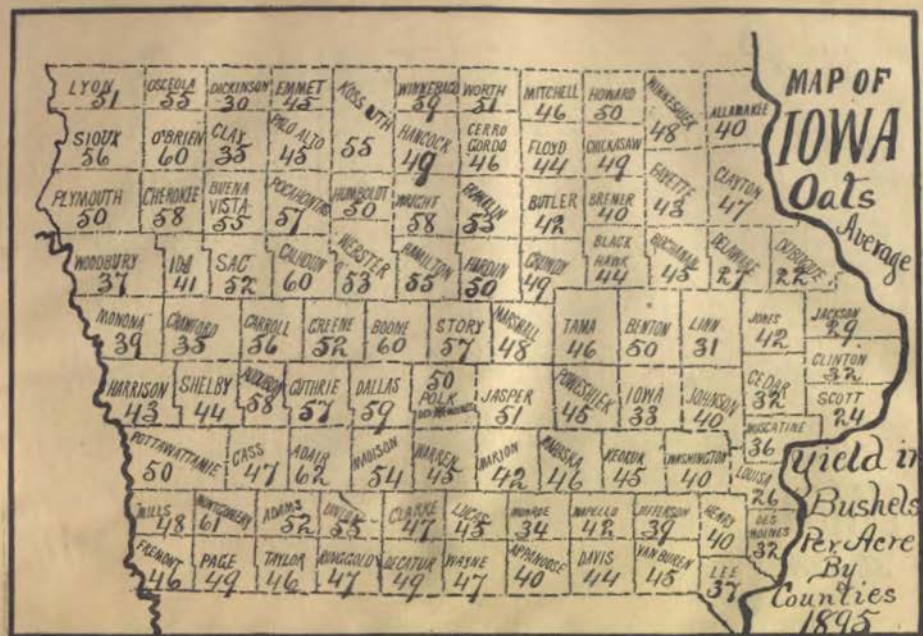 MAP OF
IOWA
Oats
Average
Yield in
Bushels
Per Acre
By
Counties
1895
LYON 51
OSCEOLA 55
DICKINSON 30
EMMET 45
KOSSUTH 55
WINNEBAGO 59
WORTH 51
MITCHELL 46
HOWARD 50
WINNESHIEK 48
ALLAMAKEE 40
SIOUX 56
O'BRIEN 60
CLAY 35
PALO ALTO 45
HANCOCK 49
CERRO GORDO 46
FLOYD 44
CHICKASAW 49
FAYETTE 43
CLAYTON 47
PLYMOUTH 50
CHEROKEE 58
BUENA VISTA 55
POCAHONTAS 57
HUMBOLDT 50
WRIGHT 58
FRANKLIN 53
BUTLER 42
BREMER 40
WOODBURY 37
IDA 41
SAC 52
CALHOUN 60
WEBSTER 53
HAMILTON 55
HARDIN 50
GRUNDY 49
BLACK HAWK 44
BUCHANAN 45
DELAWARE 27
DUBUQUE 22
MONONA 39
CRAWFORD 35
CARROLL 56
GREENE 52
BOONE 60
STORY 57
MARSHALL 48
TAMA 46
BENTON 50
LINN 31
JONES 42
JACKSON 29
CLINTON 32
HARRISON 43
SHELBY 44
AUDUBON 58
GUTHRIE 57
DALLAS 59
50 POLK
JASPER 51
POWESHIEK 45
IOWA 33
JOHNSON 40
CEDAR 32
SCOTT 24
MUSCATINE 36
POTTAWATTAMIE 50
CASS 47
ADAIR 62
MADISON 54
WARREN 45
MARION 42
MAHASKA 46
KEOKUK 45
WASHINGTON 40
LOUISA 26
MILLS 48
MONTGOMERY 61
ADAMS 52
UNION 55
CLARKE 47
LUCAS 45
MONROE 34
WAPELLO 42
JEFFERSON 39
HENRY 40
DES MOINES 32
FREMONT 46
PAGE 49
TAYLOR 46
RINGGOLD 47
DECATUR 49
WAYNE 47
APPANOOSE 40
DAVIS 44
VAN BUREN 45
LEE 37